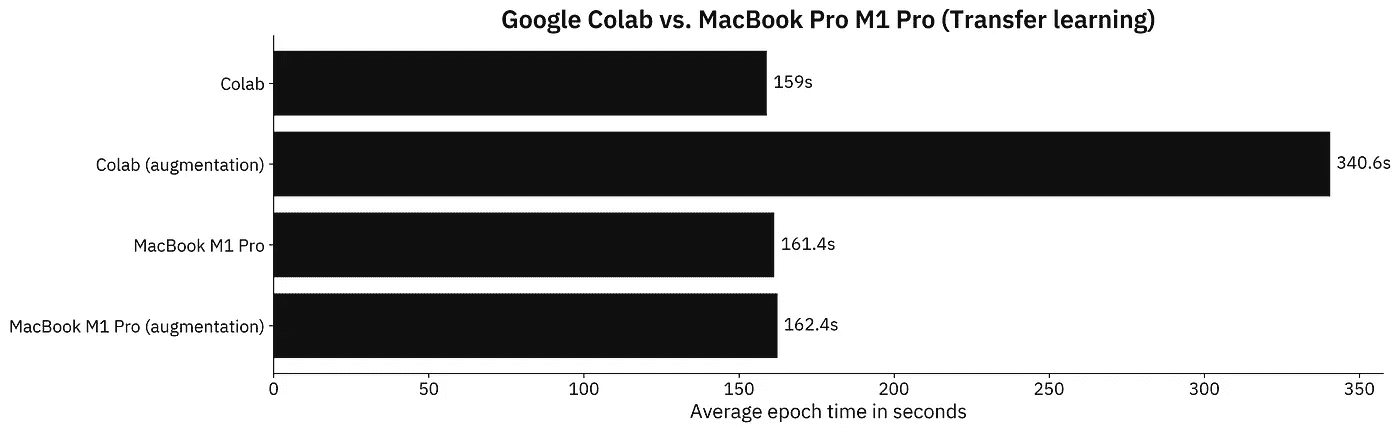 Google Colab vs. MacBook Pro M1 Pro (Transfer learning)
Colab
159s
Colab (augmentation)
340.6s
MacBook M1 Pro
161.4s
MacBook M1 Pro (augmentation)
162.4s
0 50 100 150 200 250 300 350
Average epoch time in seconds